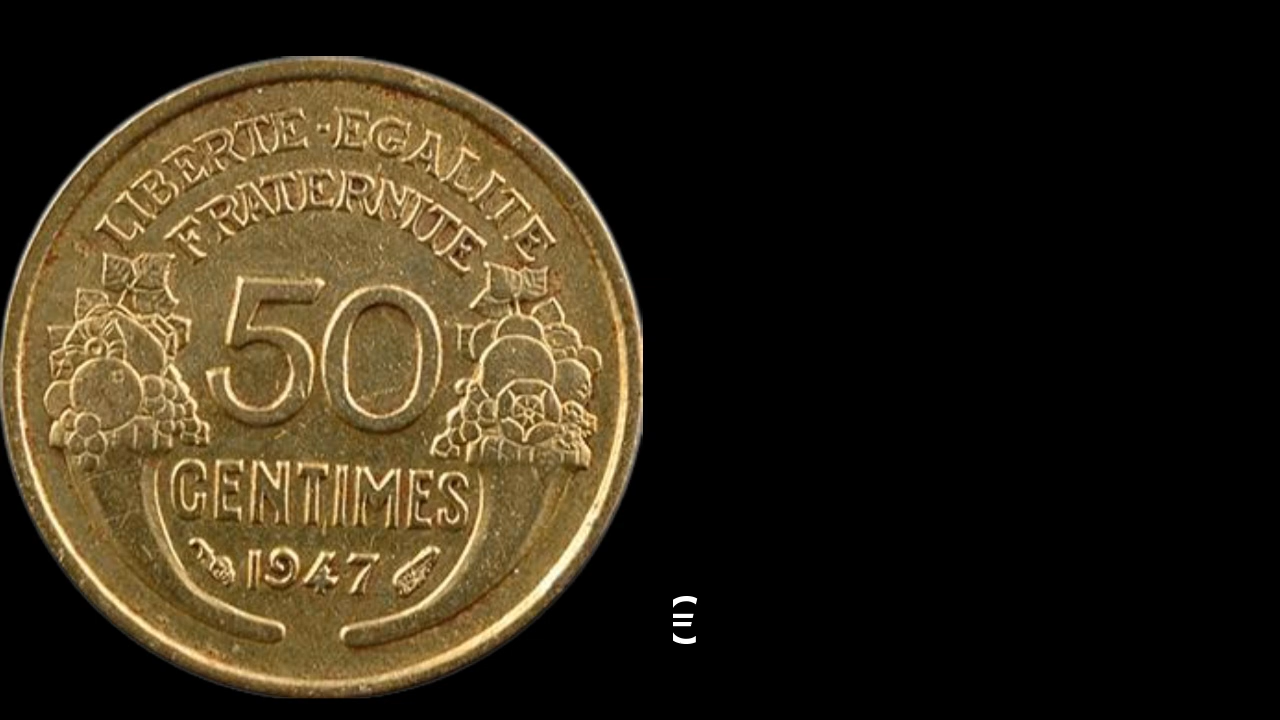 LIBERTE · EGALITE
FRATERNITE
50
CENTIMES
1947
€